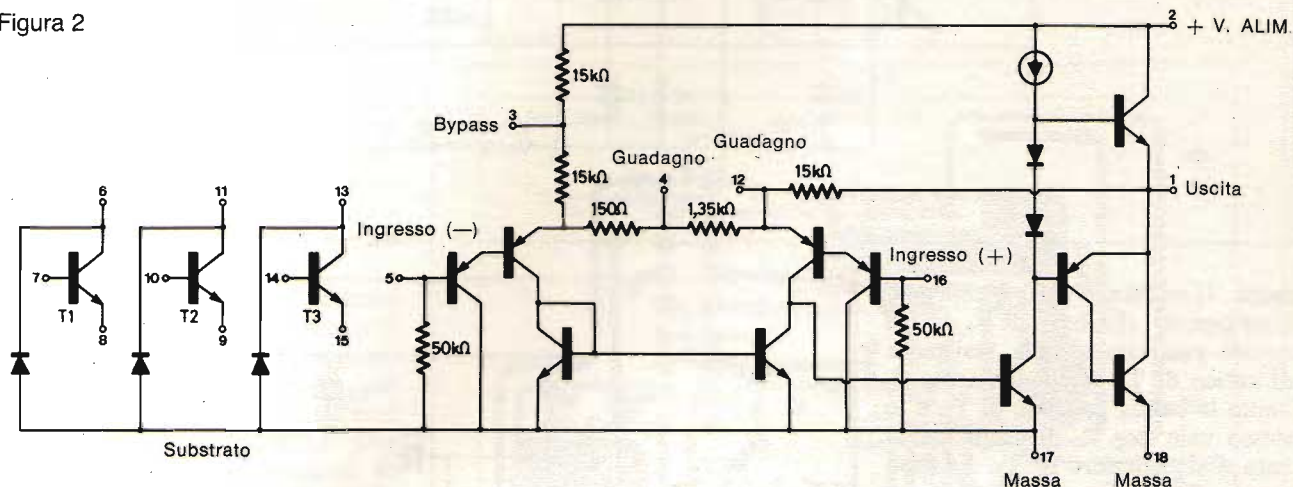 Figura 2
2
+ V. ALIM.
15kΩ
Bypass 3
Guadagno
Guadagno
15kΩ
4
12
15kΩ
1
Uscita
6
11
13
150Ω
1,35kΩ
Ingresso (—)
Ingresso (+)
7
10
14
5
16
T1
T2
T3
8
9
15
50kΩ
50kΩ
Substrato
17
18
Massa
Massa